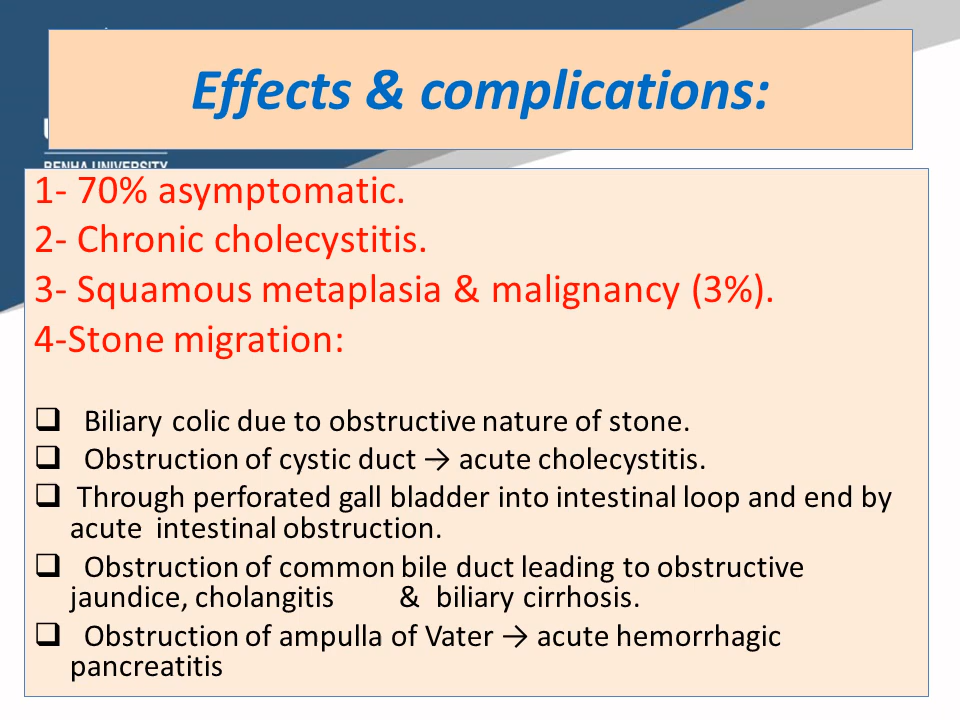 Effects & complications:
BENHA UNIVERSITY
1- 70% asymptomatic.
2- Chronic cholecystitis.
3- Squamous metaplasia & malignancy (3%).
4-Stone migration:
❑ Biliary colic due to obstructive nature of stone.
❑ Obstruction of cystic duct → acute cholecystitis.
❑ Through perforated gall bladder into intestinal loop and end by
acute intestinal obstruction.
❑ Obstruction of common bile duct leading to obstructive
jaundice, cholangitis & biliary cirrhosis.
❑ Obstruction of ampulla of Vater → acute hemorrhagic
pancreatitis